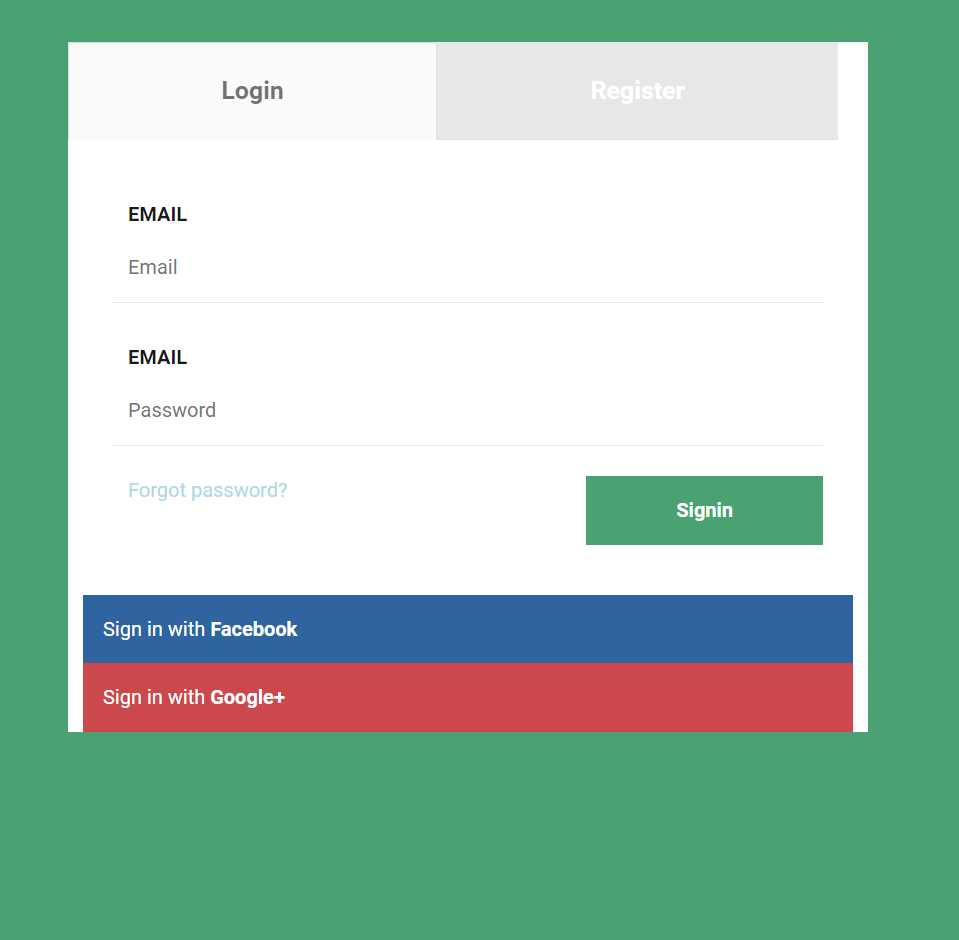 Login
Register
EMAIL
Email
EMAIL
Password
Forgot password?
Signin
Sign in with Facebook
Sign in with Google+